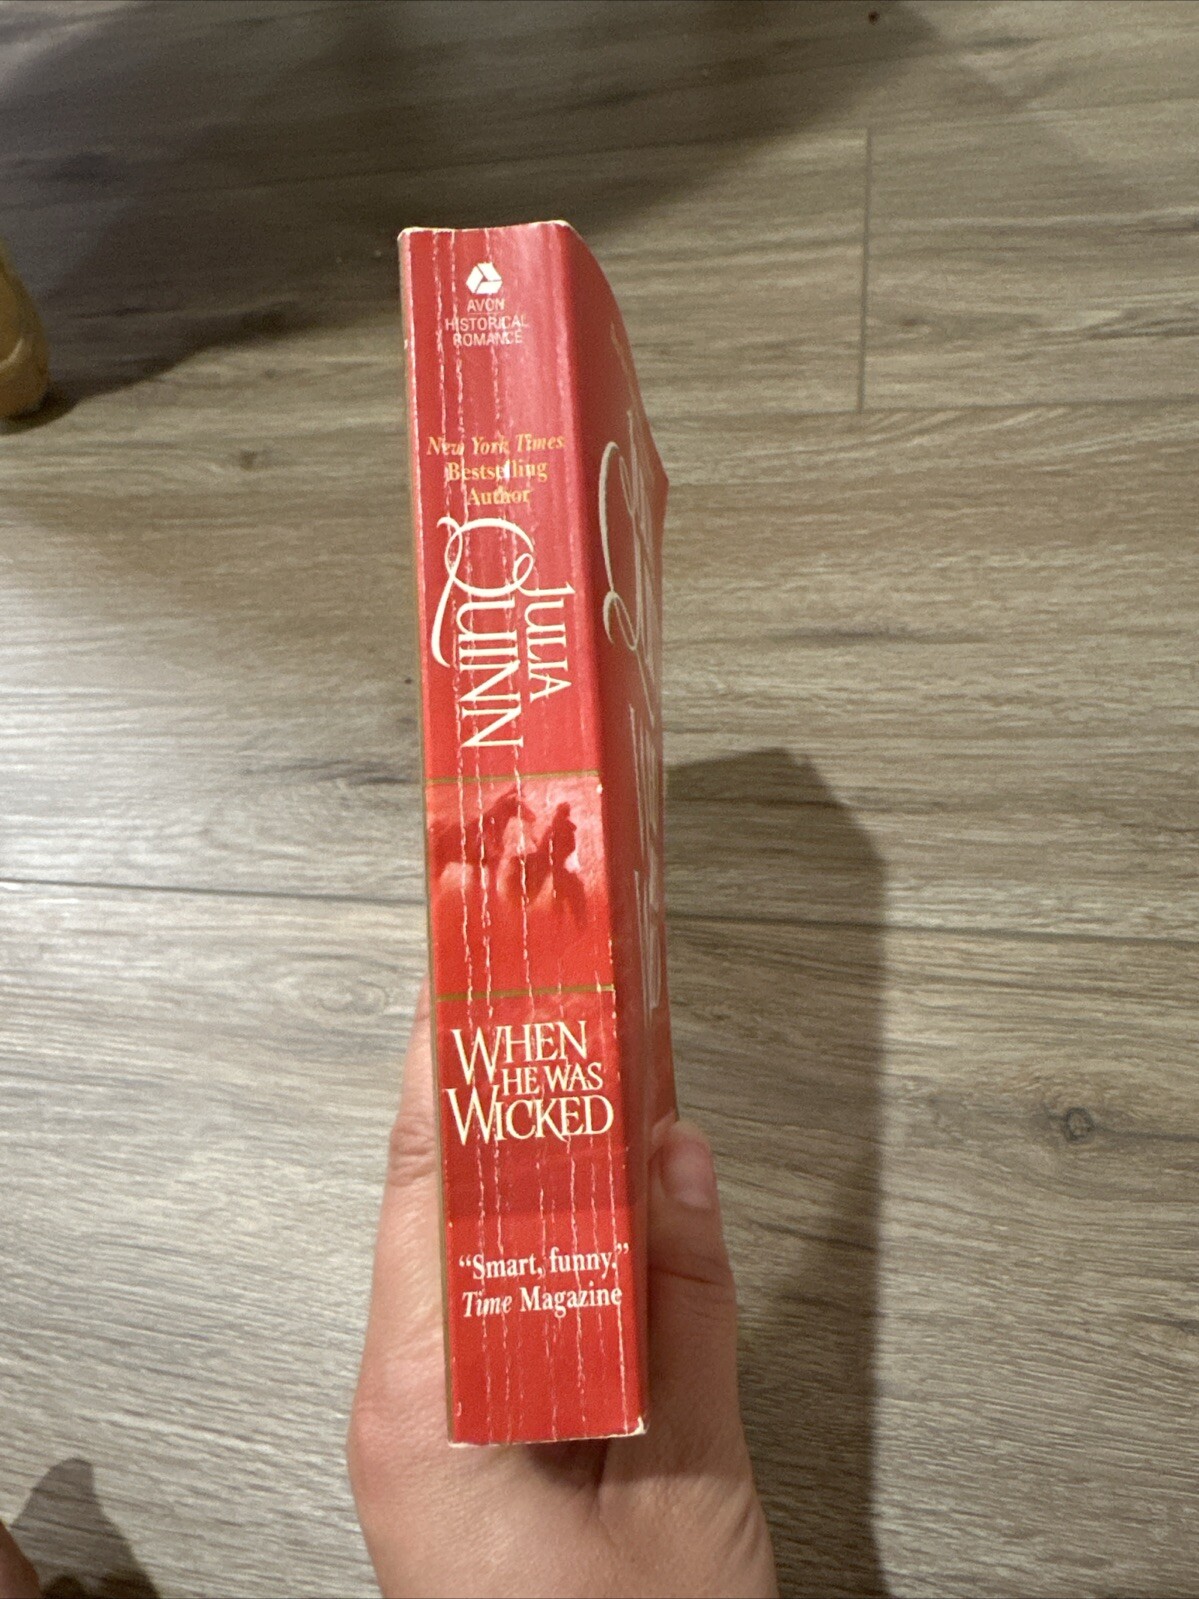 AVON
HISTORICAL
ROMANCE
New York Times
Bestselling
Author
JULIA
QUINN
WHEN
HE WAS
WICKED
“Smart, funny.”
Time Magazine